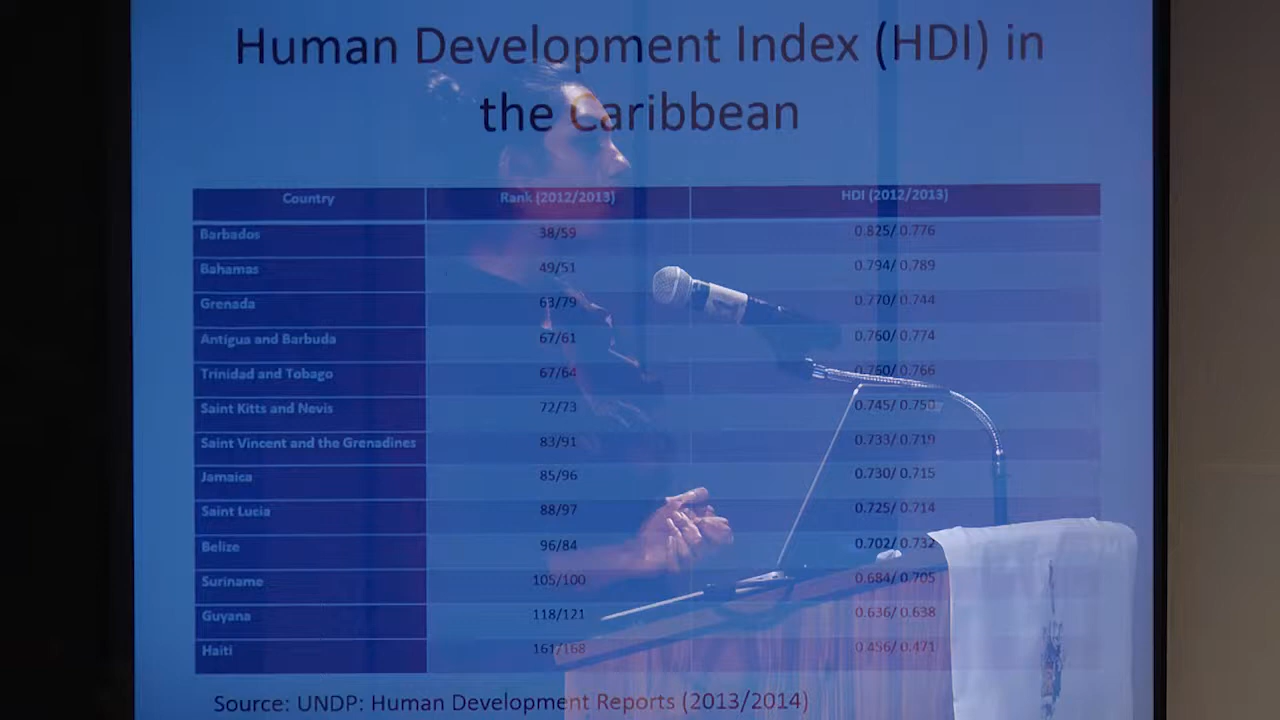 Human Development Index (HDI) in
the Caribbean
Country Rank (2012/2013) HDI (2012/2013)
Barbados 38/59 0.825/ 0.776
Bahamas 49/51 0.794/ 0.789
Grenada 63/79 0.770/ 0.744
Antigua and Barbuda 67/61 0.760/ 0.774
Trinidad and Tobago 67/64 0.760/ 0.766
Saint Kitts and Nevis 72/73 0.745/ 0.750
Saint Vincent and the Grenadines 83/91 0.733/ 0.719
Jamaica 85/96 0.730/ 0.715
Saint Lucia 88/97 0.725/ 0.714
Belize 96/84 0.702/ 0.732
Suriname 105/100 0.684/ 0.705
Guyana 118/121 0.636/ 0.638
Haiti 161/168 0.456/ 0.471
Source: UNDP: Human Development Reports (2013/2014)